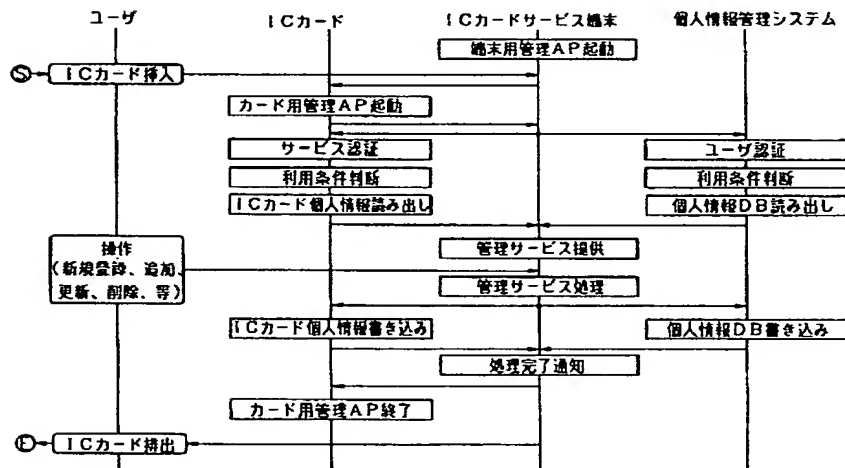 ユーザ ICカード ICカードサービス端末 個人情報管理システム
端末用管理AP起動
S ICカード挿入
カード用管理AP起動
サービス認証 ユーザ認証
利用条件判断 利用条件判断
ICカード個人情報読み出し 個人情報DB読み出し
操作
(新規登録、追加、
更新、削除、等)
管理サービス提供
管理サービス処理
ICカード個人情報書き込み 個人情報DB書き込み
処理完了通知
カード用管理AP終了
E ICカード排出